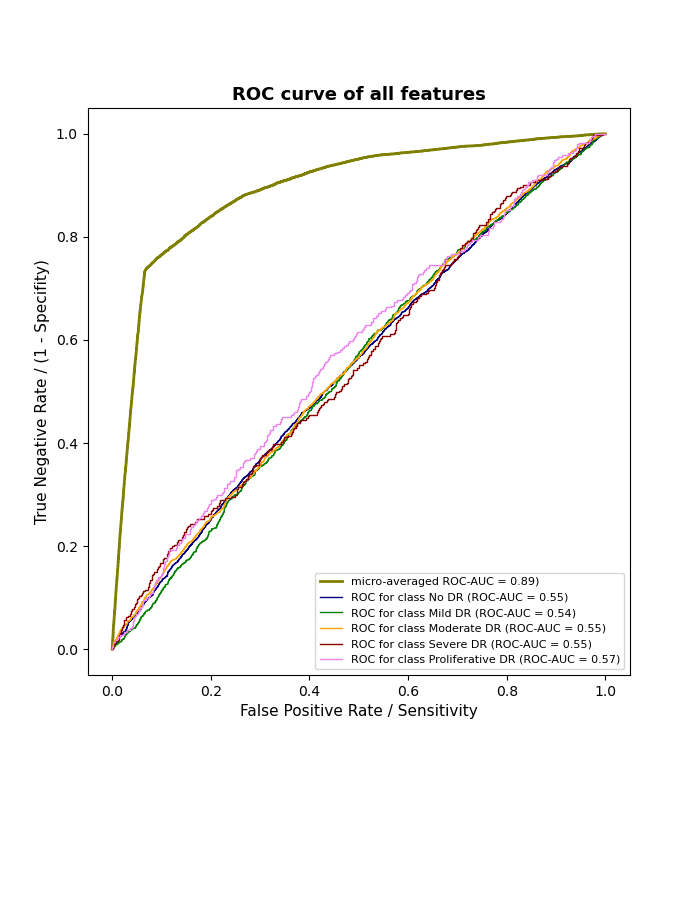 ROC curve of all features
True Negative Rate / (1 - Specifity)
1.0
0.8
0.6
0.4
0.2
0.0
micro-averaged ROC-AUC = 0.89)
ROC for class No DR (ROC-AUC = 0.55)
ROC for class Mild DR (ROC-AUC = 0.54)
ROC for class Moderate DR (ROC-AUC = 0.55)
ROC for class Severe DR (ROC-AUC = 0.55)
ROC for class Proliferative DR (ROC-AUC = 0.57)
0.0 0.2 0.4 0.6 0.8 1.0
False Positive Rate / Sensitivity